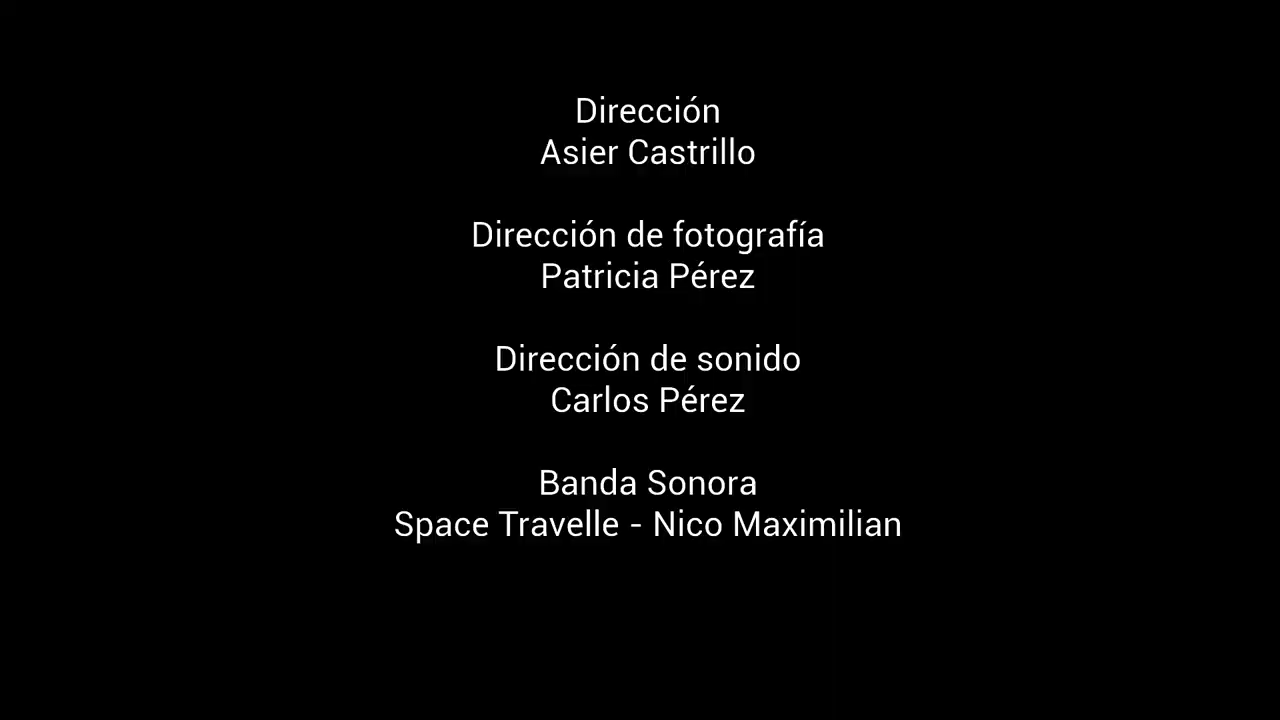 Dirección
Asier Castrillo
Dirección de fotografía
Patricia Pérez
Dirección de sonido
Carlos Pérez
Banda Sonora
Space Travelle - Nico Maximilian